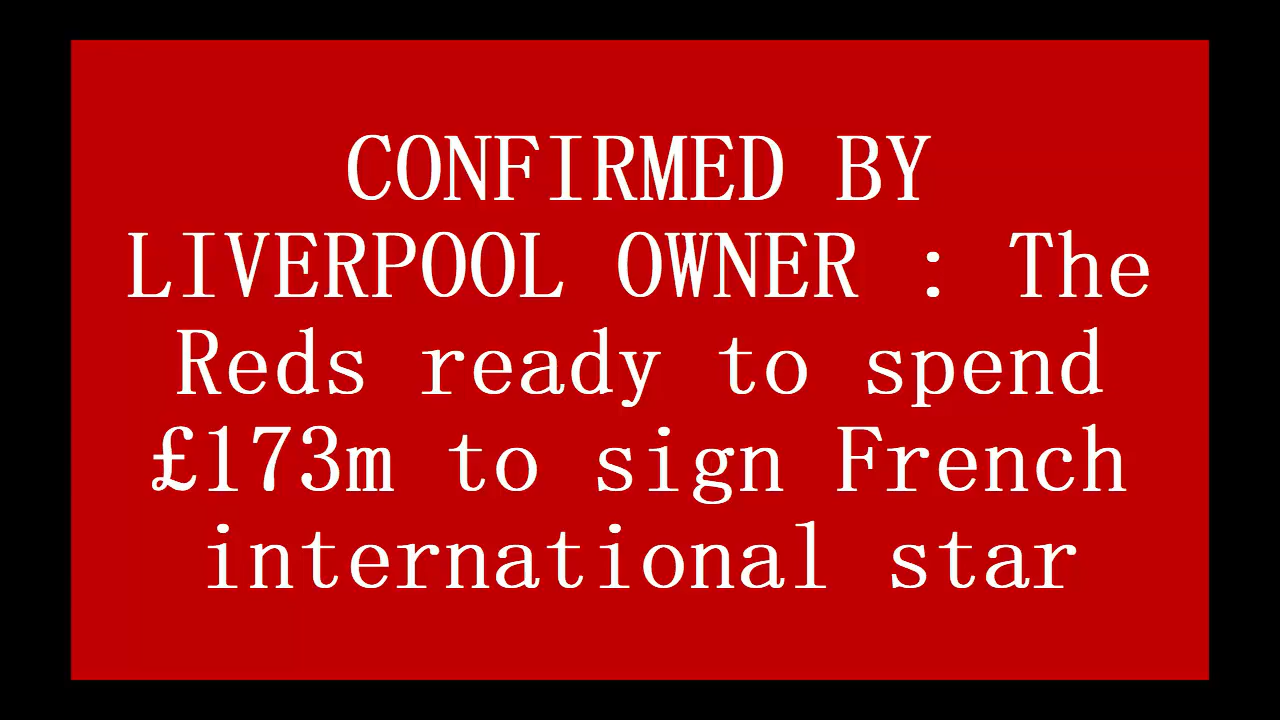 CONFIRMED BY
LIVERPOOL OWNER : The
Reds ready to spend
£173m to sign French
international star